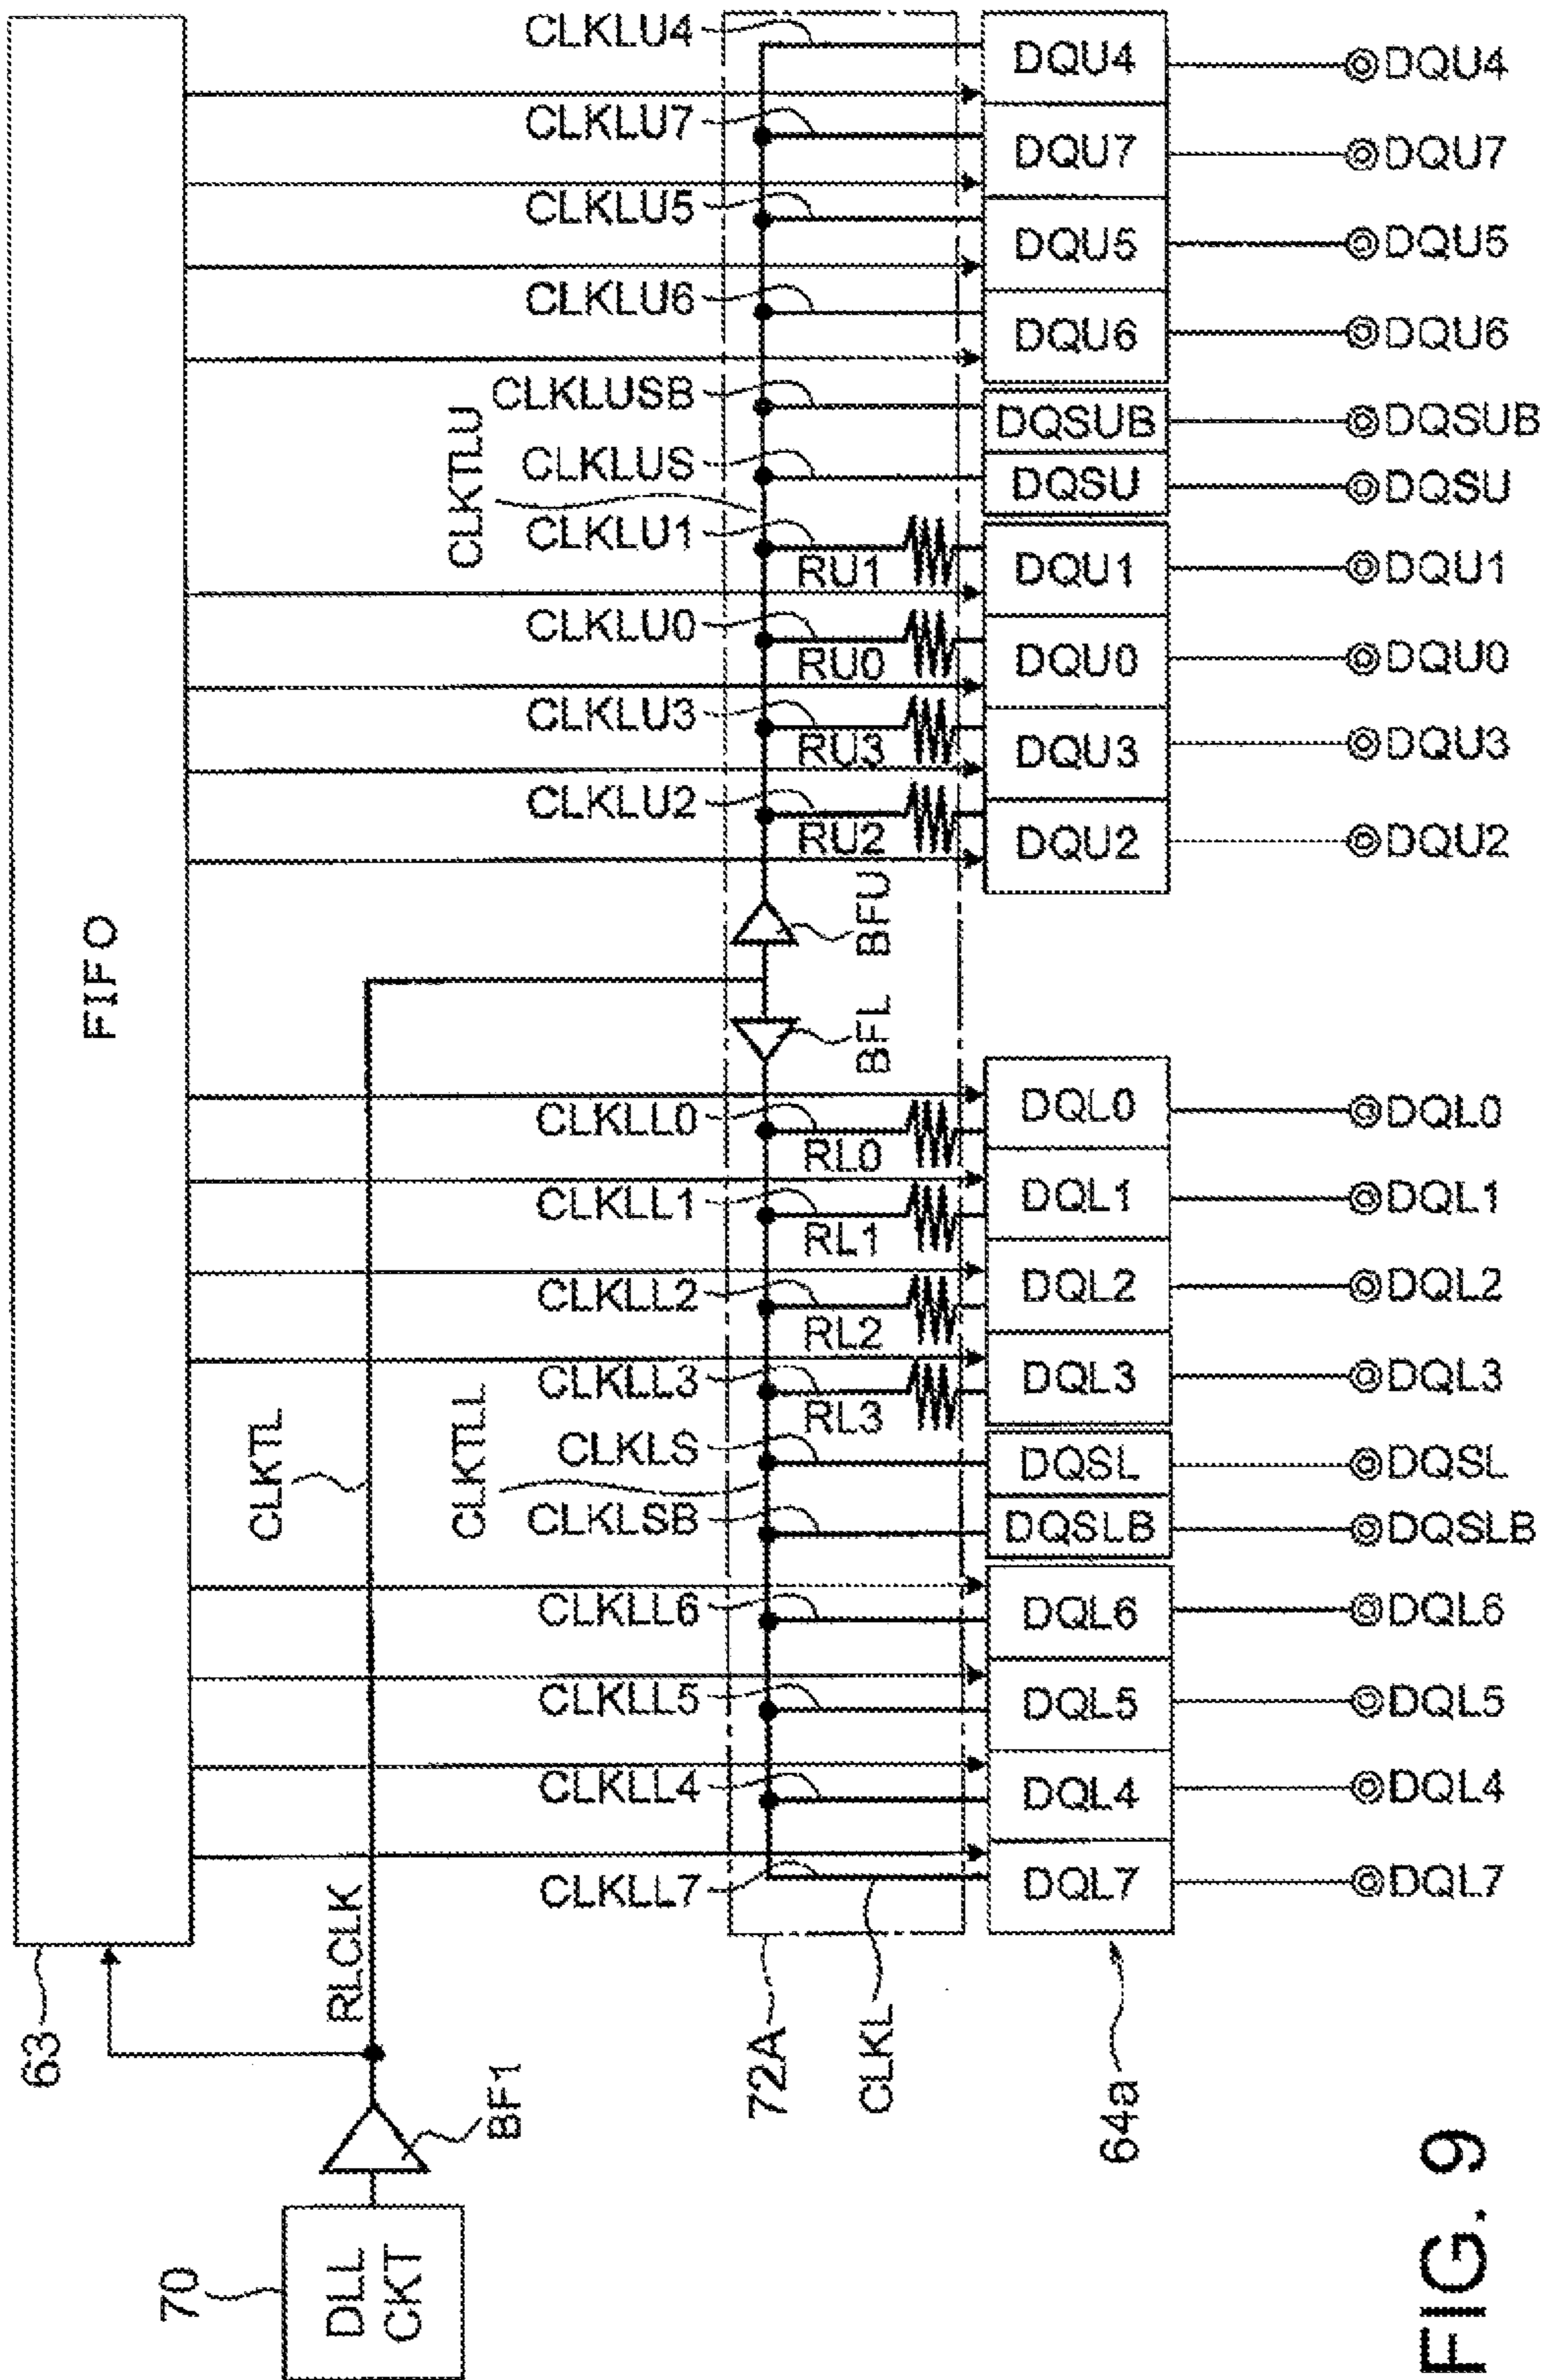 FIG. 9
70
DLL
CKT
BF1
63
RLCLK
CLKTL
FIFO
72A
CLKL
64a
CLKTLL
CLKTLU
BFL
BFU
CLKLU4
DQU4
DQU4
CLKLU7
DQU7
DQU7
CLKLU5
DQU5
DQU5
CLKLU6
DQU6
DQU6
CLKLUSB
DQSUB
DQSUB
CLKLUS
DQSU
DQSU
CLKLU1
RU1
DQU1
DQU1
CLKLU0
RU0
DQU0
DQU0
CLKLU3
RU3
DQU3
DQU3
CLKLU2
RU2
DQU2
DQU2
CLKLL0
RL0
DQL0
DQL0
CLKLL1
RL1
DQL1
DQL1
CLKLL2
RL2
DQL2
DQL2
CLKLL3
RL3
DQL3
DQL3
CLKLS
DQSL
DQSL
CLKLSB
DQSLB
DQSLB
CLKLL6
DQL6
DQL6
CLKLL5
DQL5
DQL5
CLKLL4
DQL4
DQL4
CLKLL7
DQL7
DQL7